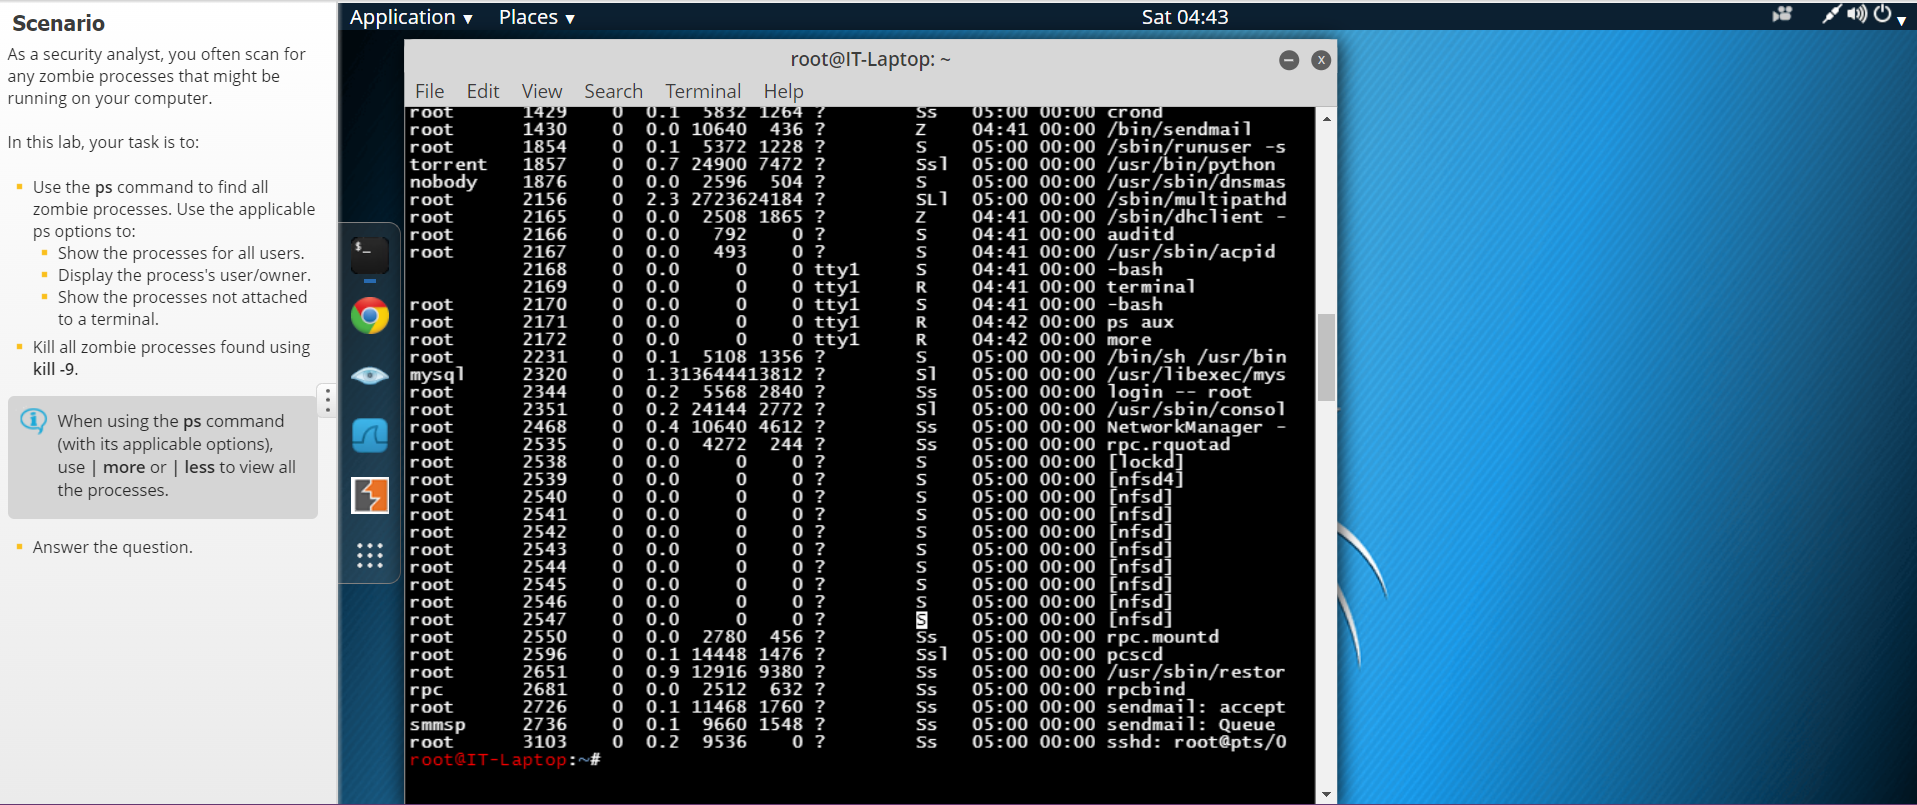 Scenario
As a security analyst, you often scan for
any zombie processes that might be
running on your computer.
In this lab, your task is to:
Use the ps command to find all
zombie processes. Use the applicable
ps options to:
Show the processes for all users.
Display the process's user/owner.
Show the processes not attached
to a terminal.
Kill all zombie processes found using
kill -9.
When using the ps command
(with its applicable options),
use | more or | less to view all
the processes.
Answer the question.
Application ▼ Places ▼ Sat 04:43
root@IT-Laptop: ~
File Edit View Search Terminal Help
root 1429 0 0.1 5832 1264 ? Ss 05:00 00:00 crond
root 1430 0 0.0 10640 436 ? Z 04:41 00:00 /bin/sendmail
root 1854 0 0.1 5372 1228 ? S 05:00 00:00 /sbin/runuser -s
torrent 1857 0 0.7 24900 7472 ? Ssl 05:00 00:00 /usr/bin/python
nobody 1876 0 0.0 2596 504 ? S 05:00 00:00 /usr/sbin/dnsmas
root 2156 0 2.3 2723624184 ? SLl 05:00 00:00 /sbin/multipathd
root 2165 0 0.0 2508 1865 ? Z 04:41 00:00 /sbin/dhclient -
root 2166 0 0.0 792 0 ? S 04:41 00:00 auditd
root 2167 0 0.0 493 0 ? S 04:41 00:00 /usr/sbin/acpid
2168 0 0.0 0 0 tty1 S 04:41 00:00 -bash
2169 0 0.0 0 0 tty1 R 04:41 00:00 terminal
root 2170 0 0.0 0 0 tty1 S 04:41 00:00 -bash
root 2171 0 0.0 0 0 tty1 R 04:42 00:00 ps aux
root 2172 0 0.0 0 0 tty1 R 04:42 00:00 more
root 2231 0 0.1 5108 1356 ? S 05:00 00:00 /bin/sh /usr/bin
mysql 2320 0 1.313644413812 ? Sl 05:00 00:00 /usr/libexec/mys
root 2344 0 0.2 5568 2840 ? Ss 05:00 00:00 login -- root
root 2351 0 0.2 24144 2772 ? Sl 05:00 00:00 /usr/sbin/consol
root 2468 0 0.4 10640 4612 ? Ss 05:00 00:00 NetworkManager -
root 2535 0 0.0 4272 244 ? Ss 05:00 00:00 rpc.rquotad
root 2538 0 0.0 0 0 ? S 05:00 00:00 [lockd]
root 2539 0 0.0 0 0 ? S 05:00 00:00 [nfsd4]
root 2540 0 0.0 0 0 ? S 05:00 00:00 [nfsd]
root 2541 0 0.0 0 0 ? S 05:00 00:00 [nfsd]
root 2542 0 0.0 0 0 ? S 05:00 00:00 [nfsd]
root 2543 0 0.0 0 0 ? S 05:00 00:00 [nfsd]
root 2544 0 0.0 0 0 ? S 05:00 00:00 [nfsd]
root 2545 0 0.0 0 0 ? S 05:00 00:00 [nfsd]
root 2546 0 0.0 0 0 ? S 05:00 00:00 [nfsd]
root 2547 0 0.0 0 0 ? S 05:00 00:00 [nfsd]
root 2550 0 0.0 2780 456 ? Ss 05:00 00:00 rpc.mountd
root 2596 0 0.1 14448 1476 ? Ssl 05:00 00:00 pcscd
root 2651 0 0.9 12916 9380 ? Ss 05:00 00:00 /usr/sbin/restor
rpc 2681 0 0.0 2512 632 ? Ss 05:00 00:00 rpcbind
root 2726 0 0.1 11468 1760 ? Ss 05:00 00:00 sendmail: accept
smmsp 2736 0 0.1 9660 1548 ? Ss 05:00 00:00 sendmail: Queue
root 3103 0 0.2 9536 0 ? Ss 05:00 00:00 sshd: root@pts/0
root@IT-Laptop:~#